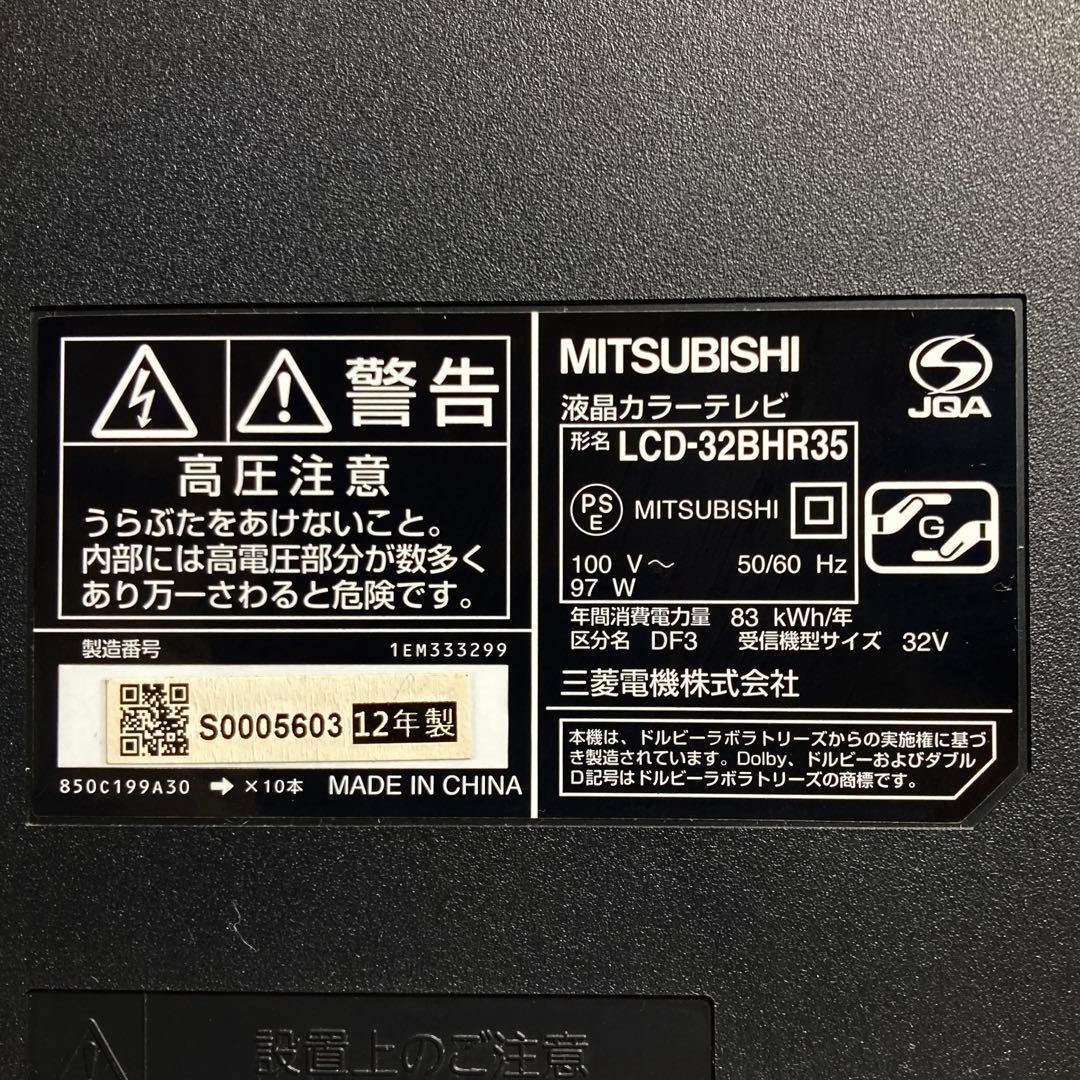 警告
高圧注意
うらぶたをあけないこと。
内部には高電圧部分が数多く
あり万一さわると危険です。
製造番号 1EM333299
S0005603 12年製
850C199A30 ➡ ×10本 MADE IN CHINA
MITSUBISHI
JQA
液晶カラーテレビ
形名 LCD-32BHR35
PSE MITSUBISHI
G
100 V～ 50/60 Hz
97 W
年間消費電力量 83 kWh/年
区分名 DF3 受信機型サイズ 32V
三菱電機株式会社
本機は、ドルビーラボラトリーズからの実施権に基づ
き製造されています。Dolby、ドルビーおよびダブル
D記号はドルビーラボラトリーズの商標です。
設置上のご注意